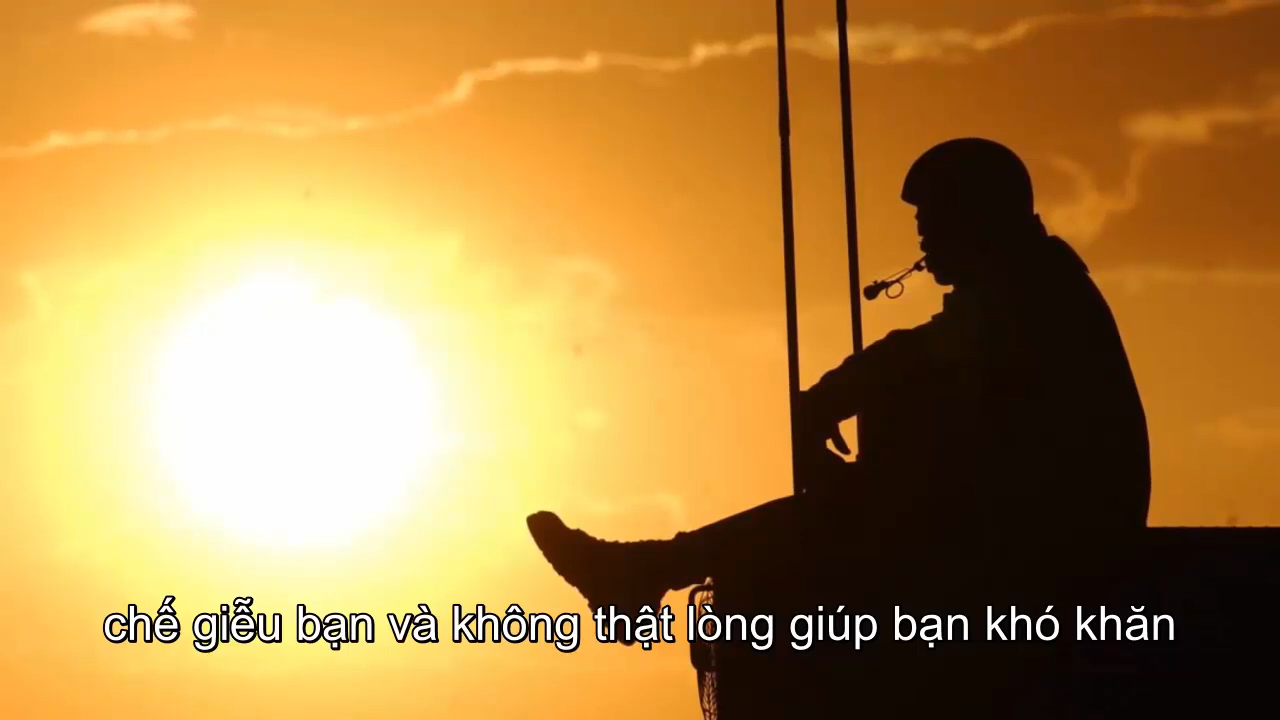 chế giễu bạn và không thật lòng giúp bạn khó khăn